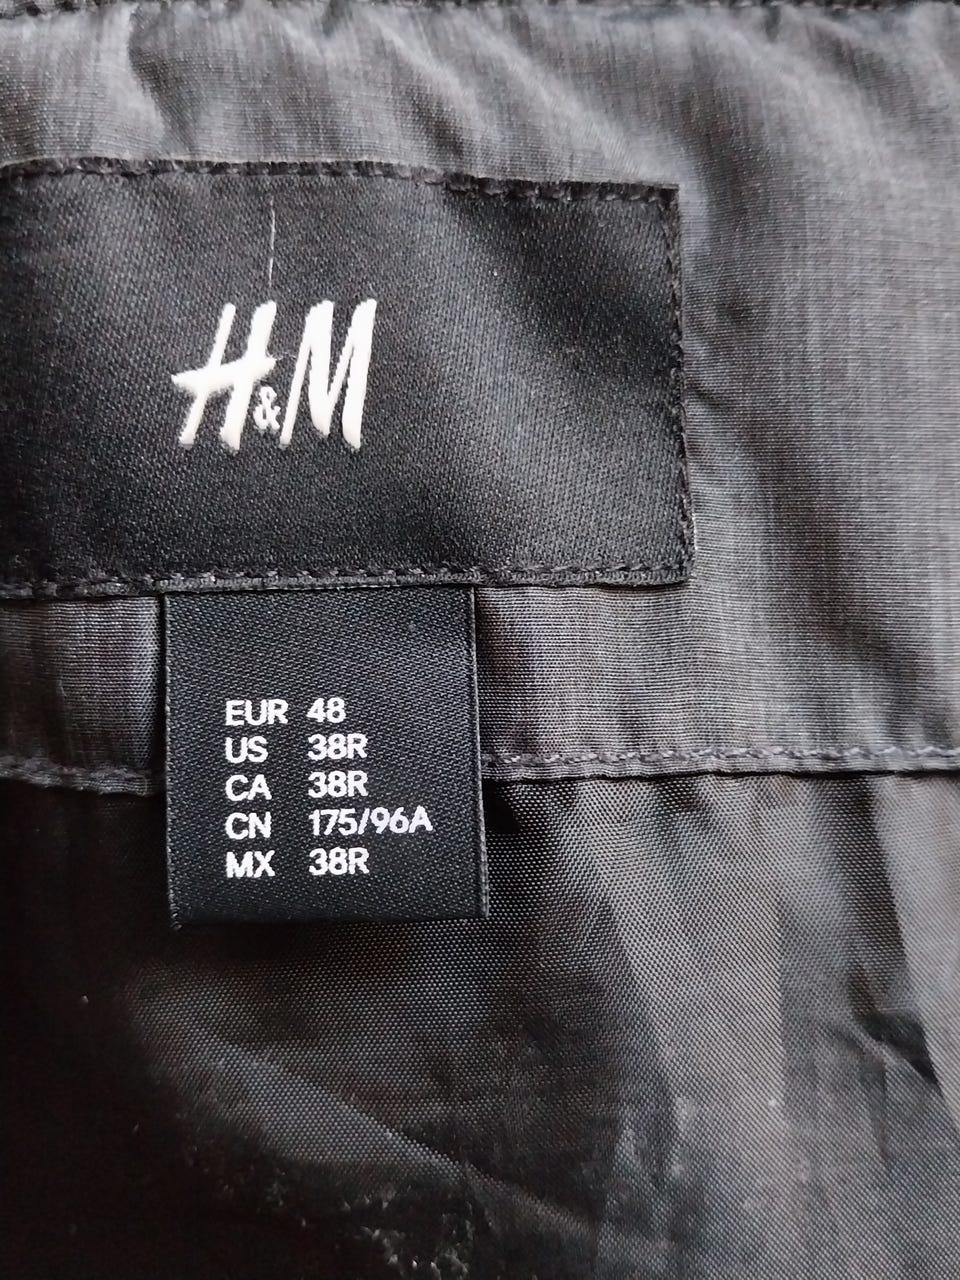 H&M
EUR 48
US 38R
CA 38R
CN 175/96A
MX 38R